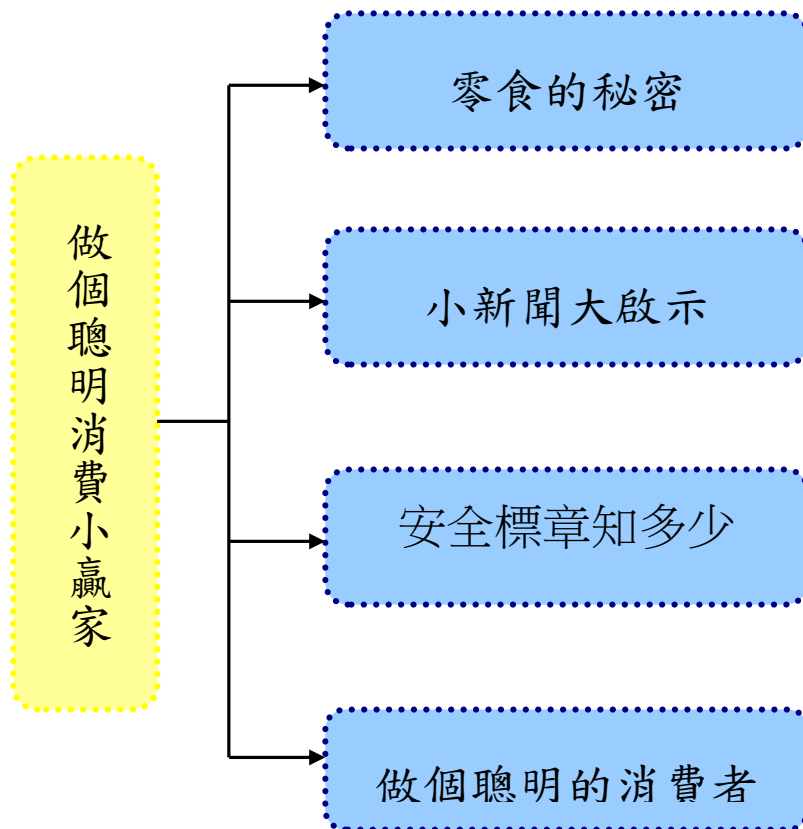 做個聰明消費小贏家
零食的秘密
小新聞大啟示
安全標章知多少
做個聰明的消費者